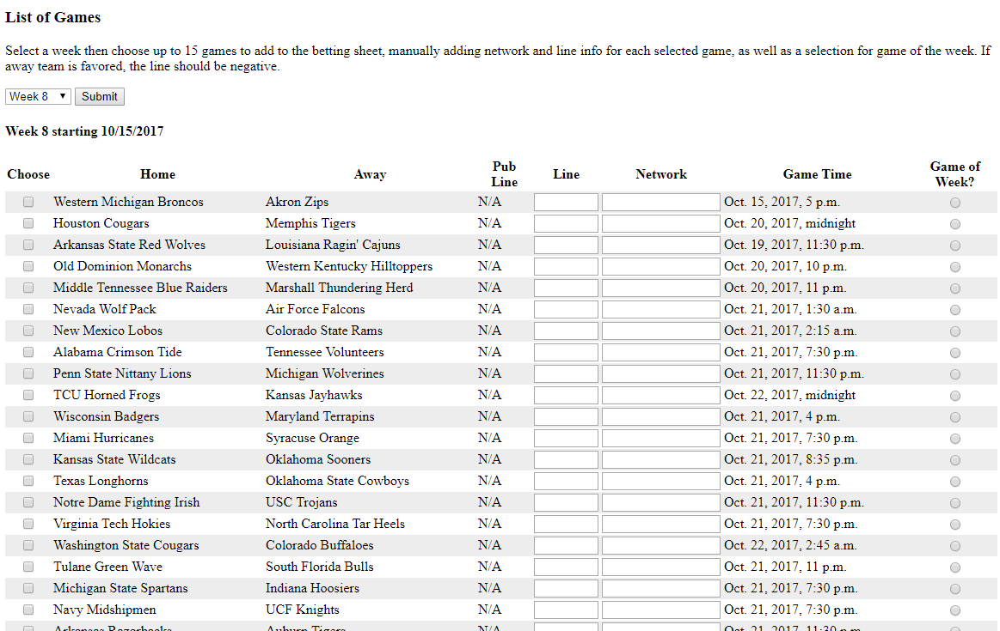 List of Games
Select a week then choose up to 15 games to add to the betting sheet, manually adding network and line info for each selected game, as well as a selection for game of the week. If
away team is favored, the line should be negative.
Week 8 Submit
Week 8 starting 10/15/2017
Choose Home Away Pub Line Line Network Game Time Game of Week?
Western Michigan Broncos Akron Zips N/A Oct. 15, 2017, 5 p.m.
Houston Cougars Memphis Tigers N/A Oct. 20, 2017, midnight
Arkansas State Red Wolves Louisiana Ragin' Cajuns N/A Oct. 19, 2017, 11:30 p.m.
Old Dominion Monarchs Western Kentucky Hilltoppers N/A Oct. 20, 2017, 10 p.m.
Middle Tennessee Blue Raiders Marshall Thundering Herd N/A Oct. 20, 2017, 11 p.m.
Nevada Wolf Pack Air Force Falcons N/A Oct. 21, 2017, 1:30 a.m.
New Mexico Lobos Colorado State Rams N/A Oct. 21, 2017, 2:15 a.m.
Alabama Crimson Tide Tennessee Volunteers N/A Oct. 21, 2017, 7:30 p.m.
Penn State Nittany Lions Michigan Wolverines N/A Oct. 21, 2017, 11:30 p.m.
TCU Horned Frogs Kansas Jayhawks N/A Oct. 22, 2017, midnight
Wisconsin Badgers Maryland Terrapins N/A Oct. 21, 2017, 4 p.m.
Miami Hurricanes Syracuse Orange N/A Oct. 21, 2017, 7:30 p.m.
Kansas State Wildcats Oklahoma Sooners N/A Oct. 21, 2017, 8:35 p.m.
Texas Longhorns Oklahoma State Cowboys N/A Oct. 21, 2017, 4 p.m.
Notre Dame Fighting Irish USC Trojans N/A Oct. 21, 2017, 11:30 p.m.
Virginia Tech Hokies North Carolina Tar Heels N/A Oct. 21, 2017, 7:30 p.m.
Washington State Cougars Colorado Buffaloes N/A Oct. 22, 2017, 2:45 a.m.
Tulane Green Wave South Florida Bulls N/A Oct. 21, 2017, 11 p.m.
Michigan State Spartans Indiana Hoosiers N/A Oct. 21, 2017, 7:30 p.m.
Navy Midshipmen UCF Knights N/A Oct. 21, 2017, 7:30 p.m.
Arkansas Razorbacks Auburn Tigers N/A Oct. 21, 2017, 11:30 p.m.